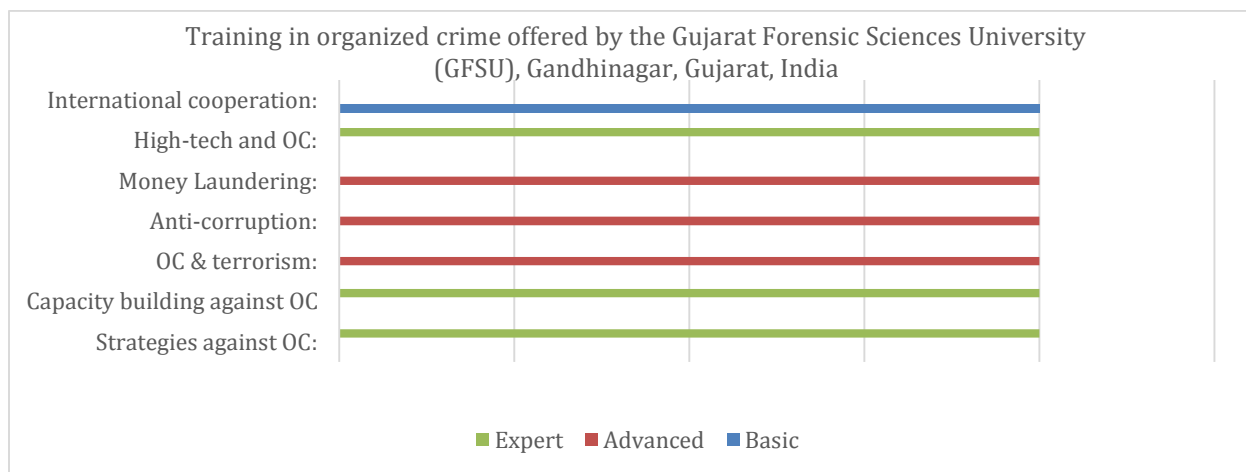 Training in organized crime offered by the Gujarat Forensic Sciences University
(GFSU), Gandhinagar, Gujarat, India
International cooperation:
High-tech and OC:
Money Laundering:
Anti-corruption:
OC & terrorism:
Capacity building against OC
Strategies against OC:
Expert Advanced Basic